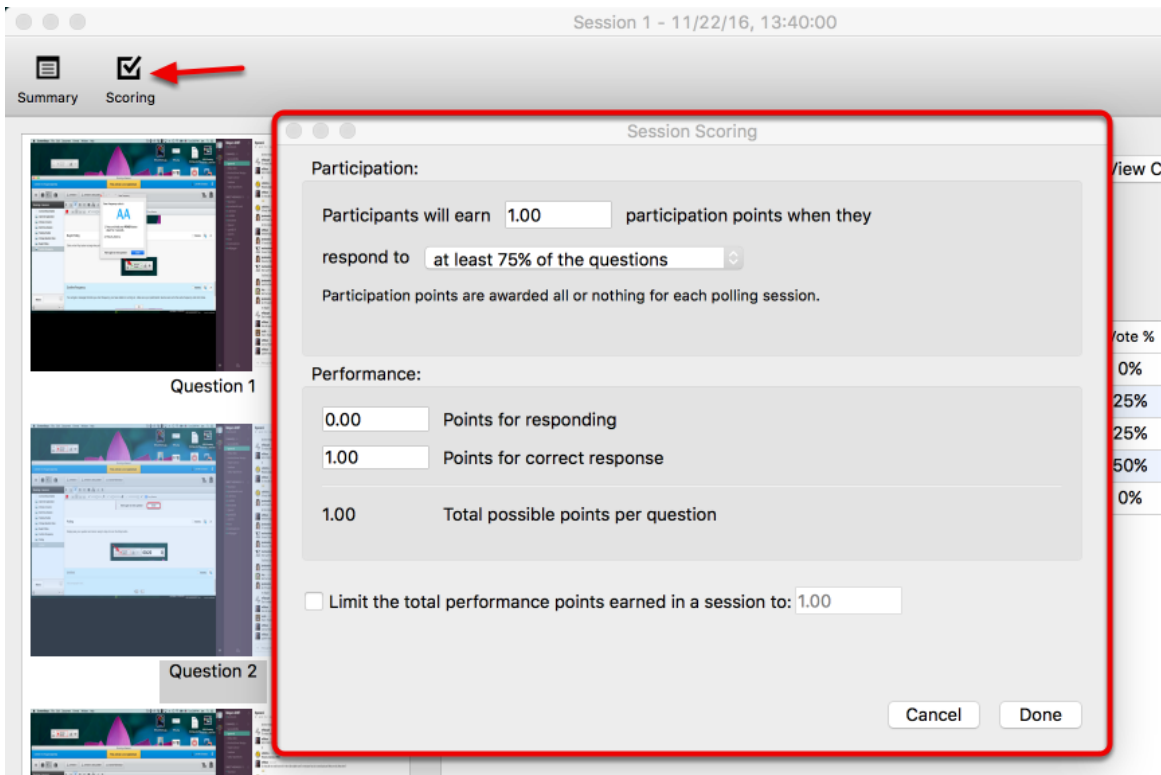 Session 1 - 11/22/16, 13:40:00
Summary Scoring
Session Scoring
Participation:
Participants will earn 1.00 participation points when they
respond to at least 75% of the questions
Participation points are awarded all or nothing for each polling session.
Performance:
0.00 Points for responding
1.00 Points for correct response
1.00 Total possible points per question
Limit the total performance points earned in a session to: 1.00
Cancel Done
Question 1
AA
Question 2
View C
Vote %
0%
25%
25%
50%
0%